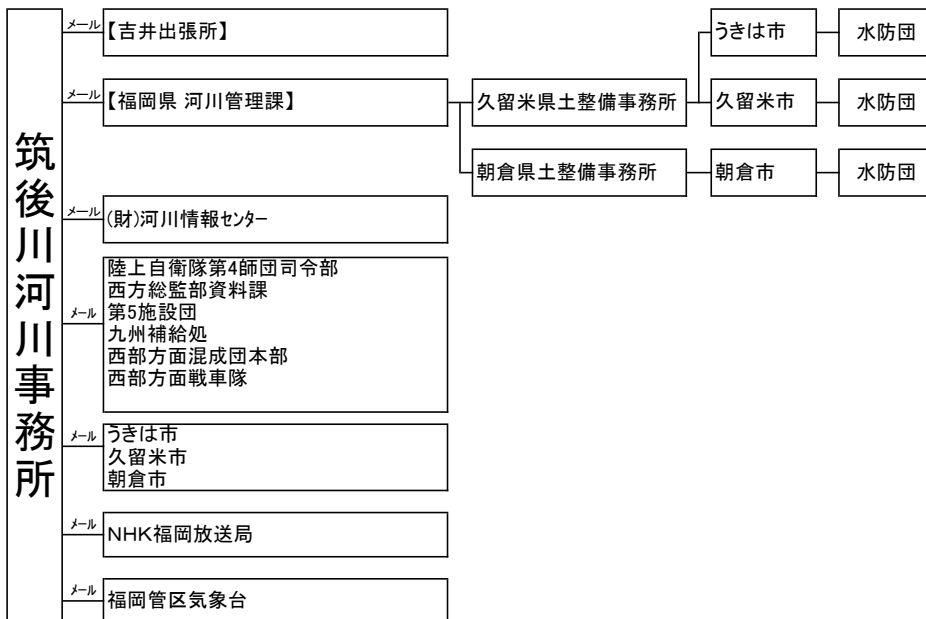 筑後川河川事務所
メール
【吉井出張所】
うきは市
水防団
メール
【福岡県 河川管理課】
久留米県土整備事務所
久留米市
水防団
朝倉県土整備事務所
朝倉市
水防団
メール
(財)河川情報センター
メール
陸上自衛隊第4師団司令部
西方総監部資料課
第5施設団
九州補給処
西部方面混成団本部
西部方面戦車隊
メール
うきは市
久留米市
朝倉市
メール
NHK福岡放送局
メール
福岡管区気象台